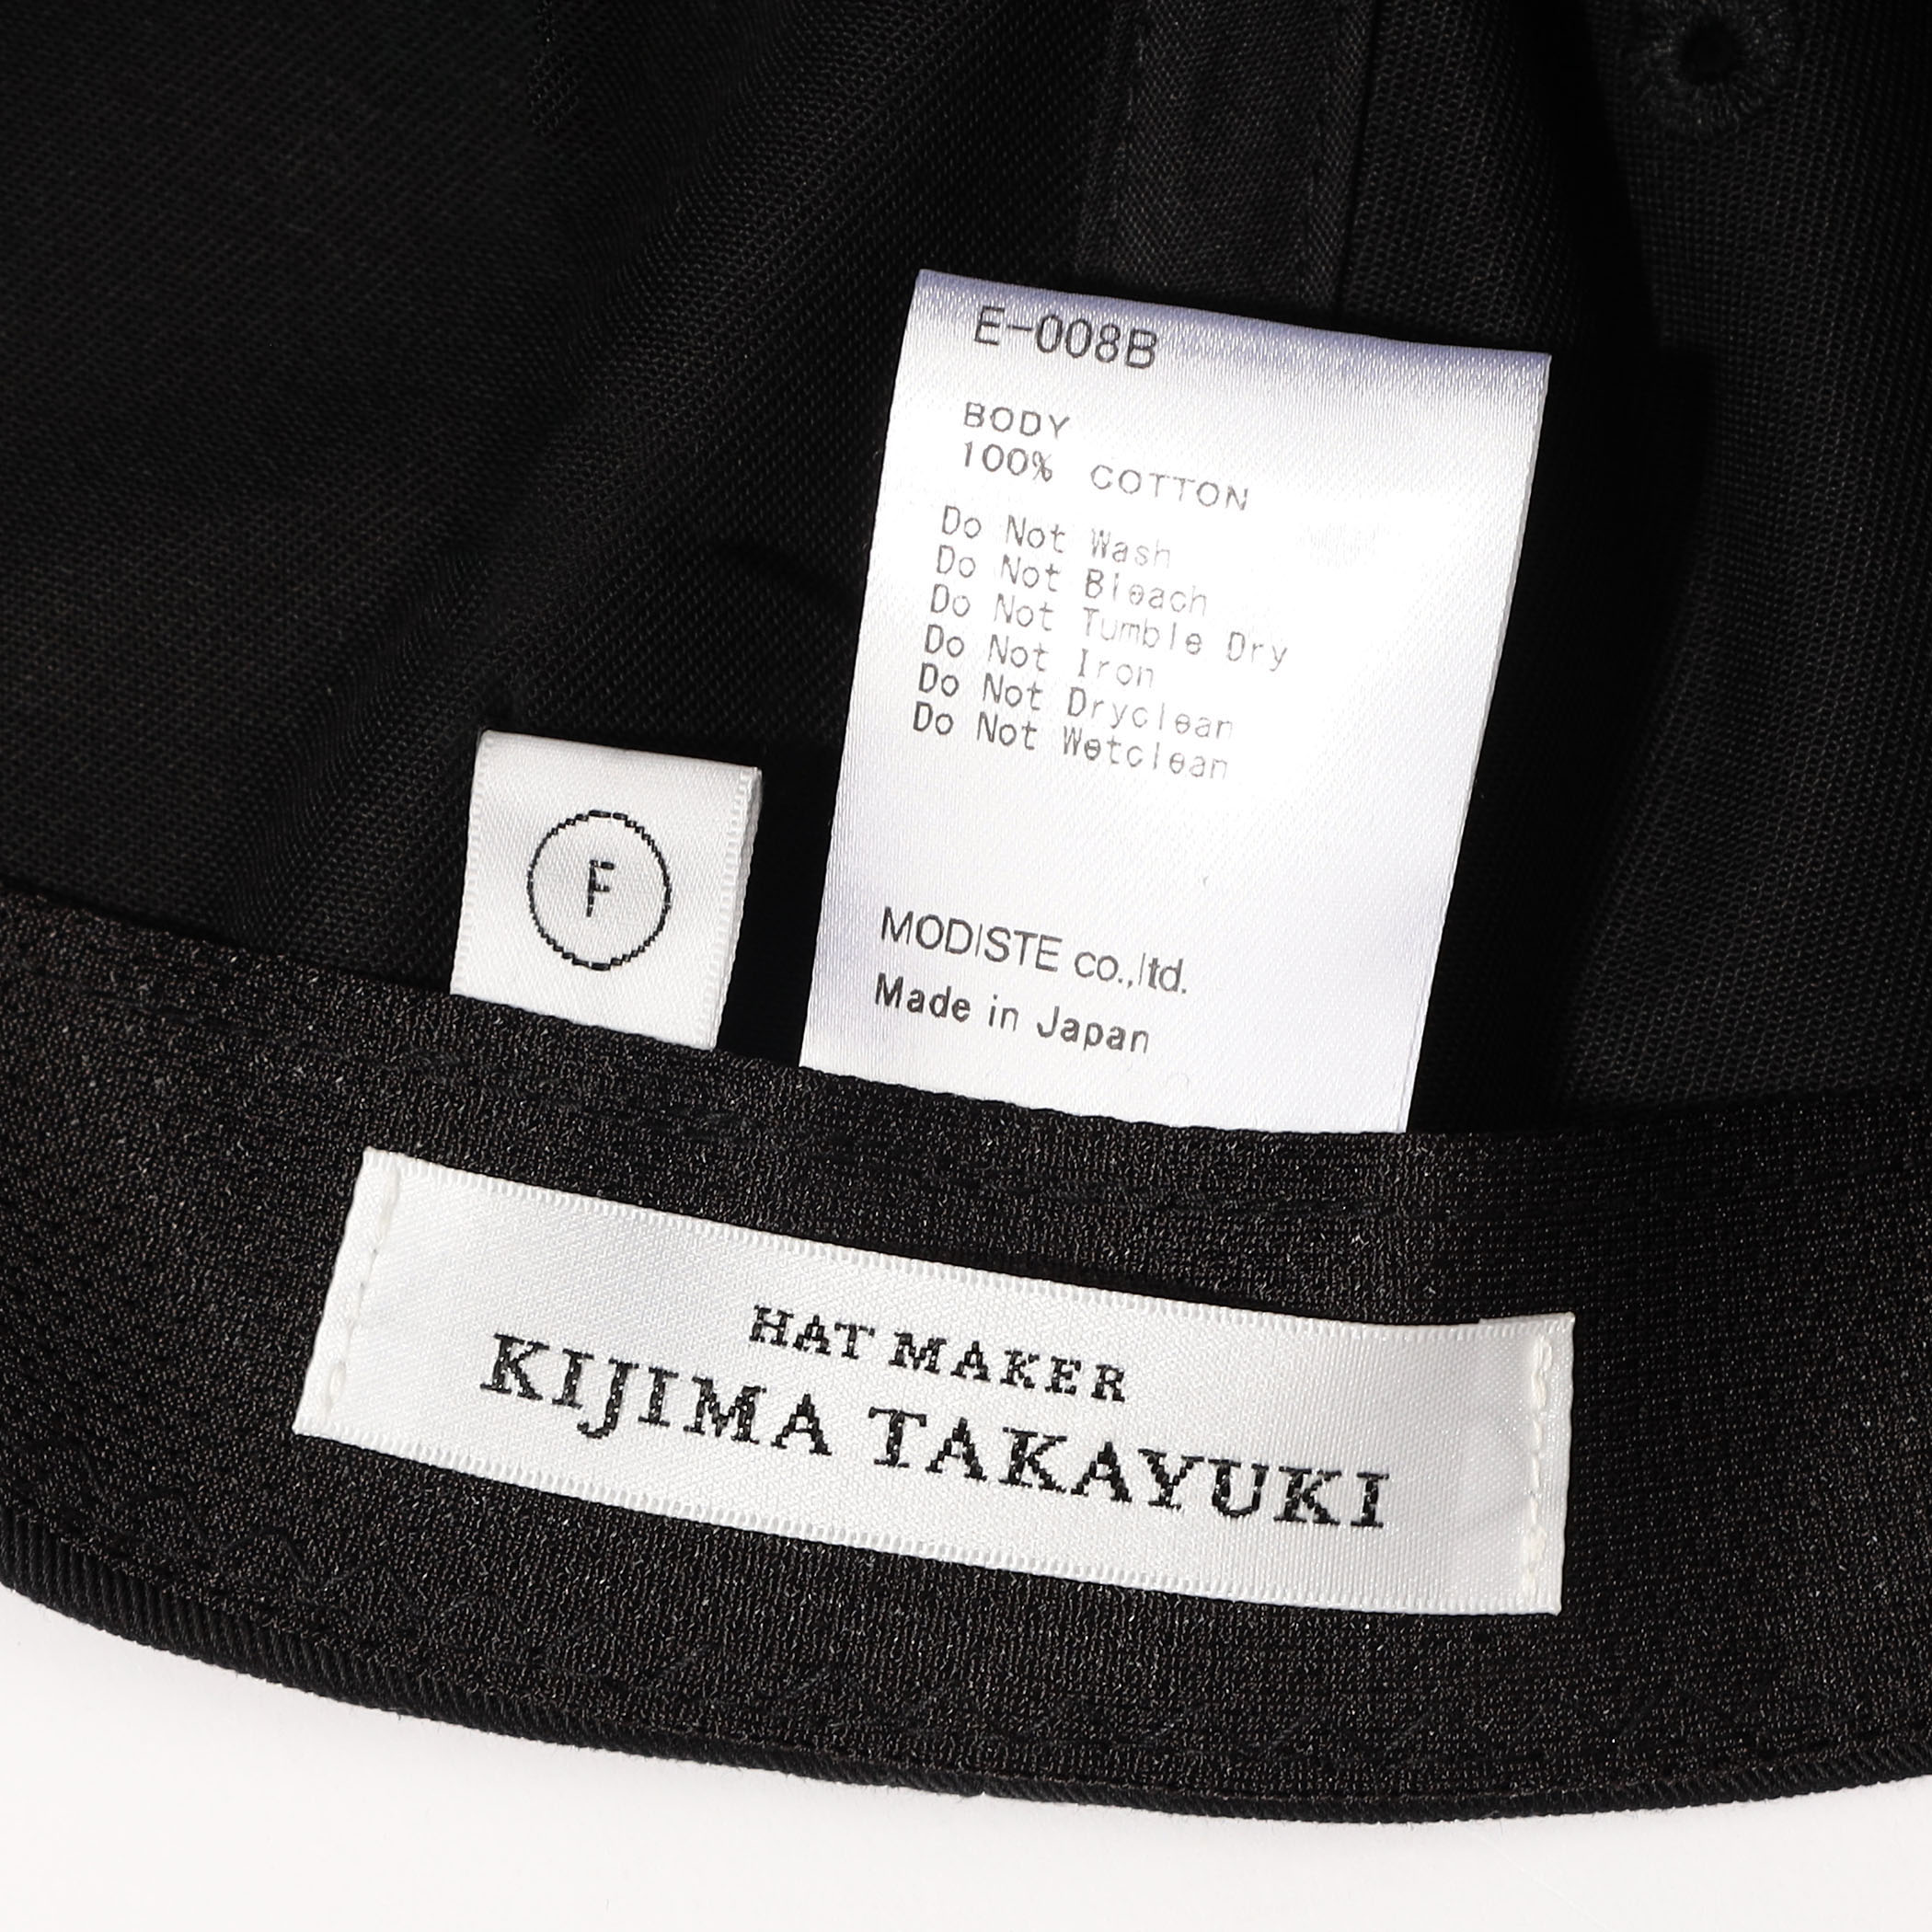 E-008B
BODY
100% COTTON
Do Not Wash
Do Not Bleach
Do Not Tumble Dry
Do Not Iron
Do Not Dryclean
Do Not Wetclean
MODISTE co.,ltd.
Made in Japan
F
HAT MAKER
KIJIMA TAKAYUKI